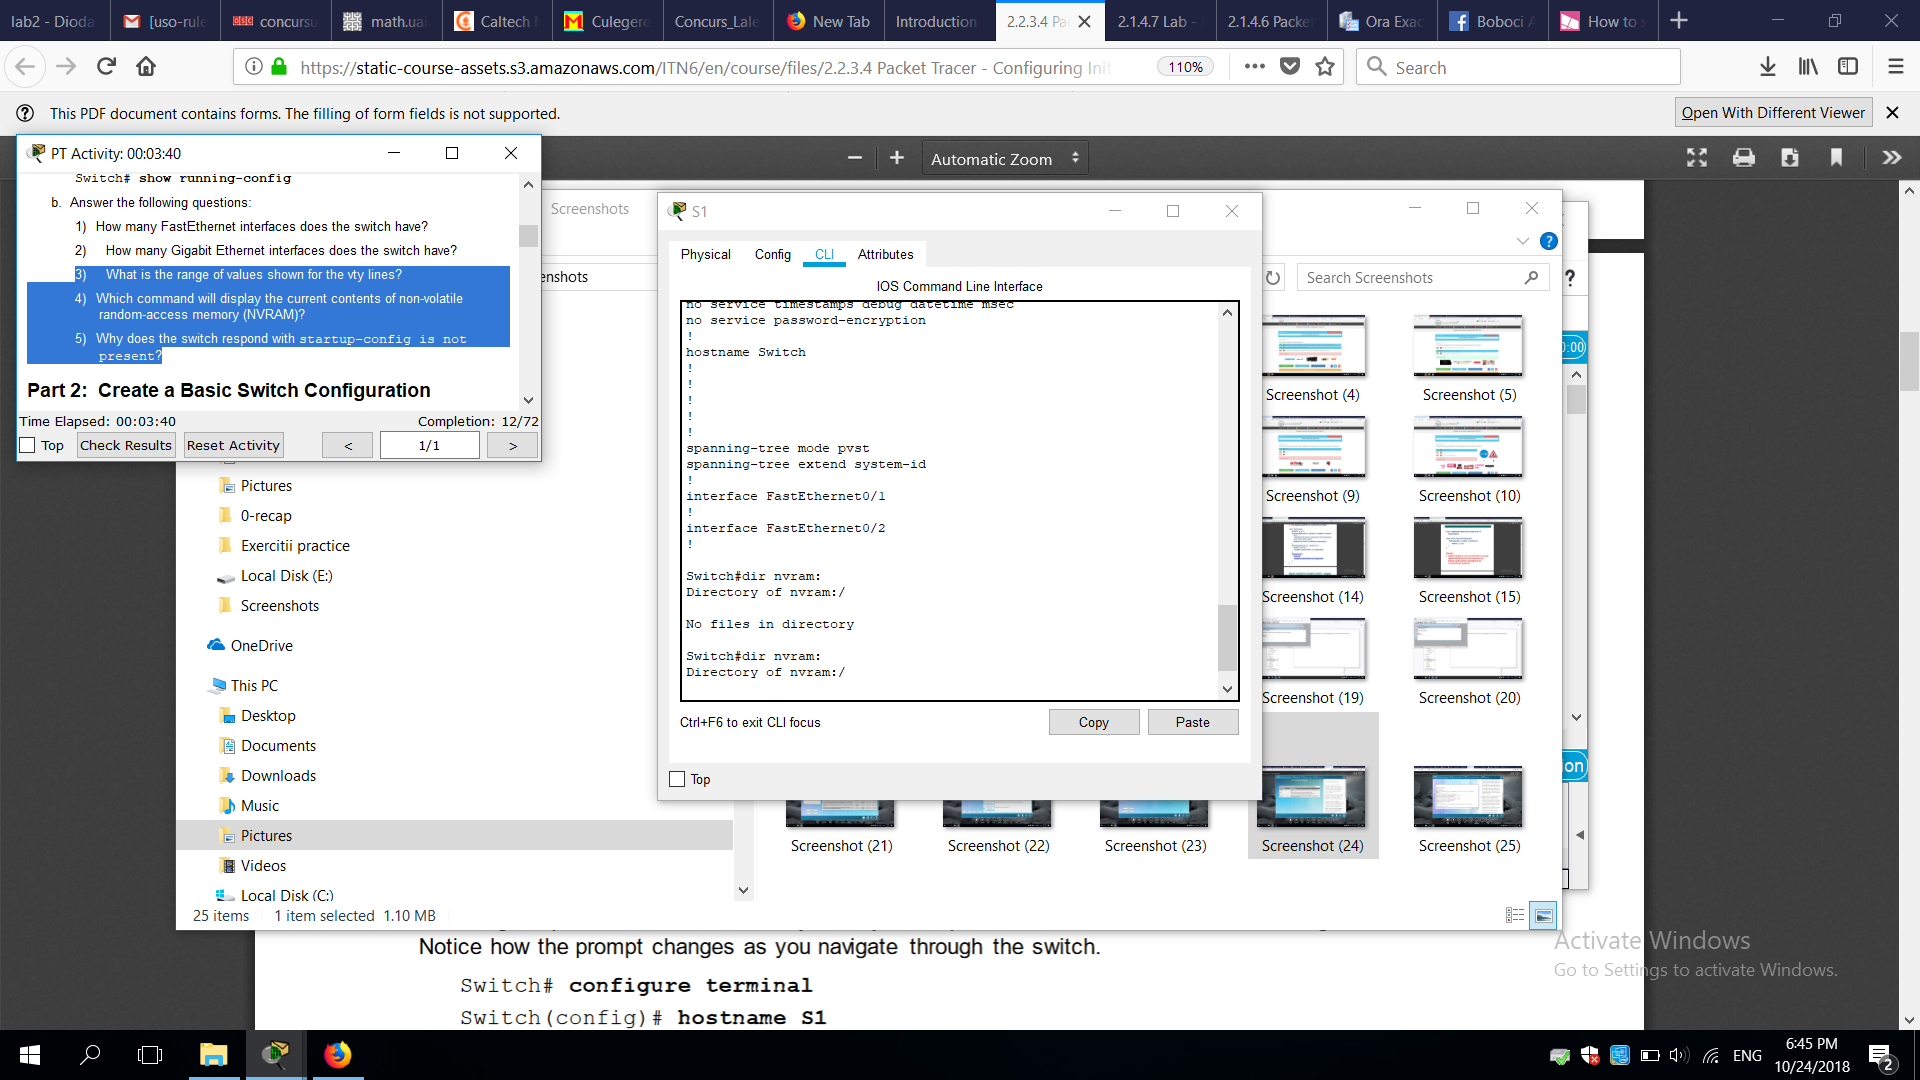 lab2 - Dioda
[uso-rule
concursu
math.uai
Caltech
Culegere
Concurs_Lale
New Tab
Introduction
2.2.3.4 Pa
2.1.4.7 Lab -
2.1.4.6 Packet
Ora Exac
Boboci
How to
https://static-course-assets.s3.amazonaws.com/ITN6/en/course/files/2.2.3.4 Packet Tracer - Configuring Init
110%
Search
This PDF document contains forms. The filling of form fields is not supported.
Open With Different Viewer
Automatic Zoom
PT Activity: 00:03:40
Switch# show running-config
b. Answer the following questions:
1) How many FastEthernet interfaces does the switch have?
2) How many Gigabit Ethernet interfaces does the switch have?
3) What is the range of values shown for the vty lines?
4) Which command will display the current contents of non-volatile
random-access memory (NVRAM)?
5) Why does the switch respond with startup-config is not
present?
Part 2: Create a Basic Switch Configuration
Time Elapsed: 00:03:40
Completion: 12/72
Top
Check Results
Reset Activity
<
1/1
>
Screenshots
enshots
Search Screenshots
S1
Physical
Config
CLI
Attributes
IOS Command Line Interface
no service timestamps debug datetime msec
no service password-encryption
!
hostname Switch
!
!
!
!
!
spanning-tree mode pvst
spanning-tree extend system-id
!
interface FastEthernet0/1
!
interface FastEthernet0/2
!
Switch#dir nvram:
Directory of nvram:/
No files in directory
Switch#dir nvram:
Directory of nvram:/
Ctrl+F6 to exit CLI focus
Copy
Paste
Top
Pictures
0-recap
Exercitii practice
Local Disk (E:)
Screenshots
OneDrive
This PC
Desktop
Documents
Downloads
Music
Pictures
Videos
Local Disk (C:)
25 items
1 item selected 1.10 MB
Screenshot (4)
Screenshot (5)
Screenshot (9)
Screenshot (10)
Screenshot (14)
Screenshot (15)
Screenshot (19)
Screenshot (20)
Screenshot (21)
Screenshot (22)
Screenshot (23)
Screenshot (24)
Screenshot (25)
0:00
on
Notice how the prompt changes as you navigate through the switch.
Switch# configure terminal
Switch(config)# hostname S1
Activate Windows
Go to Settings to activate Windows.
ENG
6:45 PM
10/24/2018
2